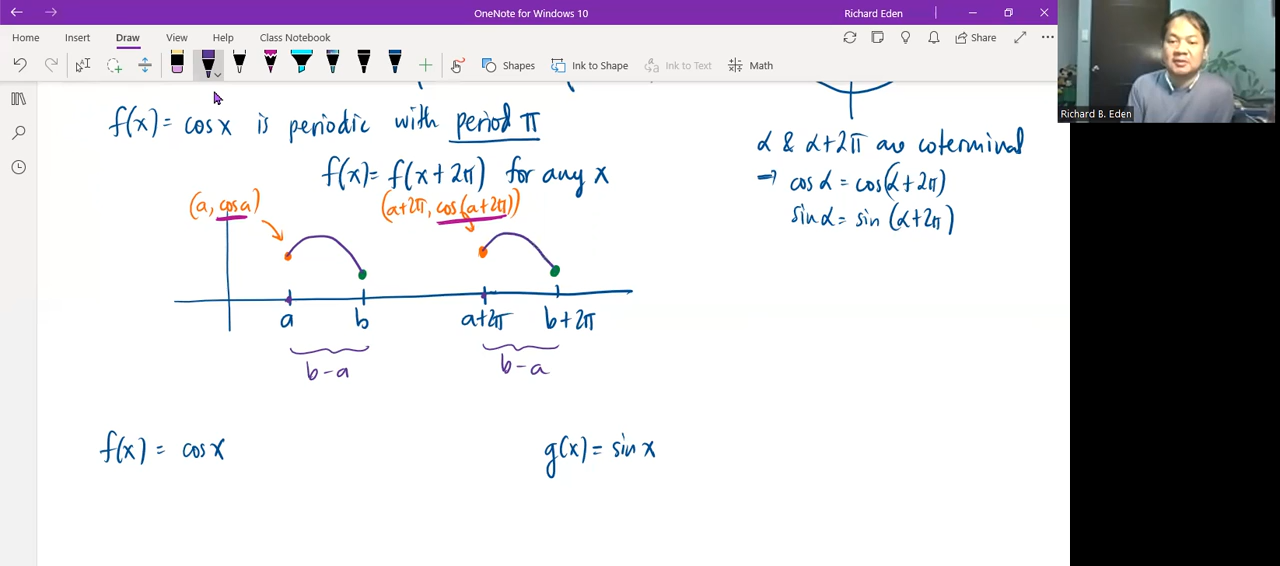 OneNote for Windows 10
Richard Eden
Home Insert Draw View Help Class Notebook
Share
Shapes Ink to Shape Ink to Text Math
f(x) = cos x is periodic with period π
f(x) = f(x + 2π) for any x
(a, cos a)
(a+2π, cos(a+2π))
a b a+2π b+2π
b-a b-a
f(x) = cos x
g(x) = sin x
α & α+2π are coterminal
→ cos α = cos(α+2π)
sin α = sin (α+2π)
Richard B. Eden